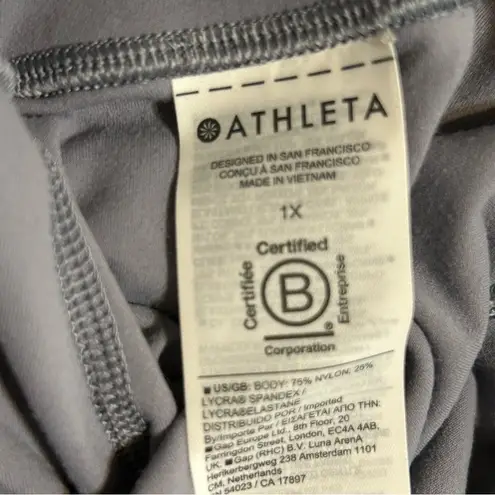 ATHLETA
DESIGNED IN SAN FRANCISCO
CONÇU À SAN FRANCISCO
MADE IN VIETNAM
1X
Certified
Certifiée
B
Entreprise
®
Corporation
■ US/GB: BODY: 75% NYLON, 25%
LYCRA® SPANDEX /
LYCRA® ELASTANE
DISTRIBUIDO POR / Imported
By/Importe Par / ΕΙΣΑΓΕΤΑΙ ΑΠΟ ΤΗΝ:
■ Gap Europe Ltd., 8th Floor, 20
Farringdon Street, London, EC4A 4AB,
UK. ■ Gap (RHC) B.V. Luna ArenA
Herikerbergweg 238 Amsterdam 1101
CM, Netherlands
54023 / CA 17897